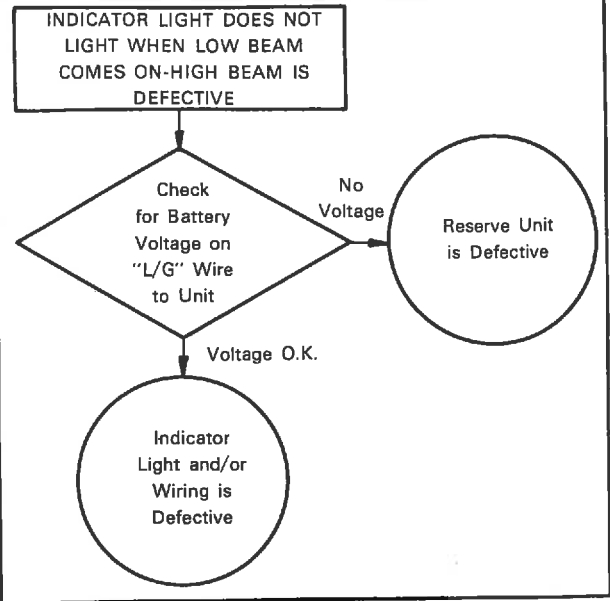 INDICATOR LIGHT DOES NOT
LIGHT WHEN LOW BEAM
COMES ON-HIGH BEAM IS
DEFECTIVE
Check
for Battery
Voltage on
"L/G" Wire
to Unit
No
Voltage
Reserve Unit
is Defective
Voltage O.K.
Indicator
Light and/or
Wiring is
Defective